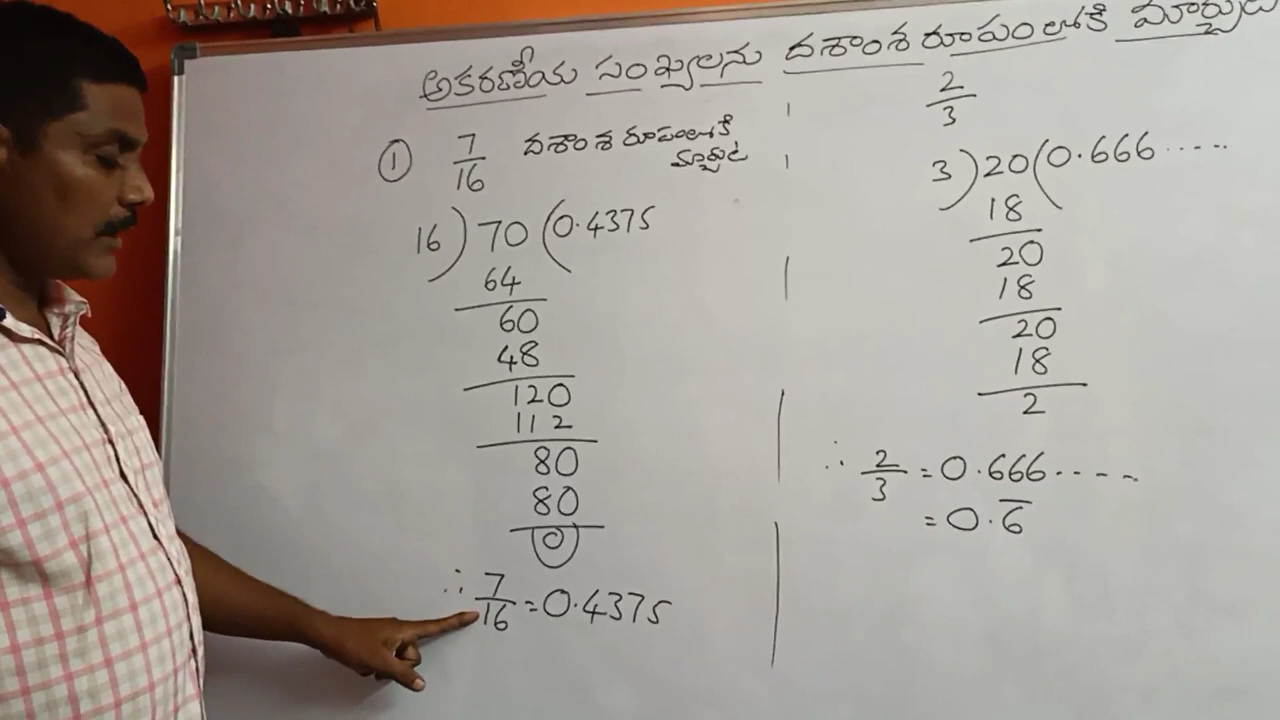 అకరణీయ సంఖ్యలను దశాంశ రూపంలోకి మార్చుట
① 7/16 దశాంశ రూపంలోకి
మార్చుట
16 ) 70 ( 0.4375
64
60
48
120
112
80
80
0
∴ 7/16 = 0.4375
2/3
3 ) 20 ( 0.666.....
18
20
18
20
18
2
∴ 2/3 = 0.666....
= 0.6̅